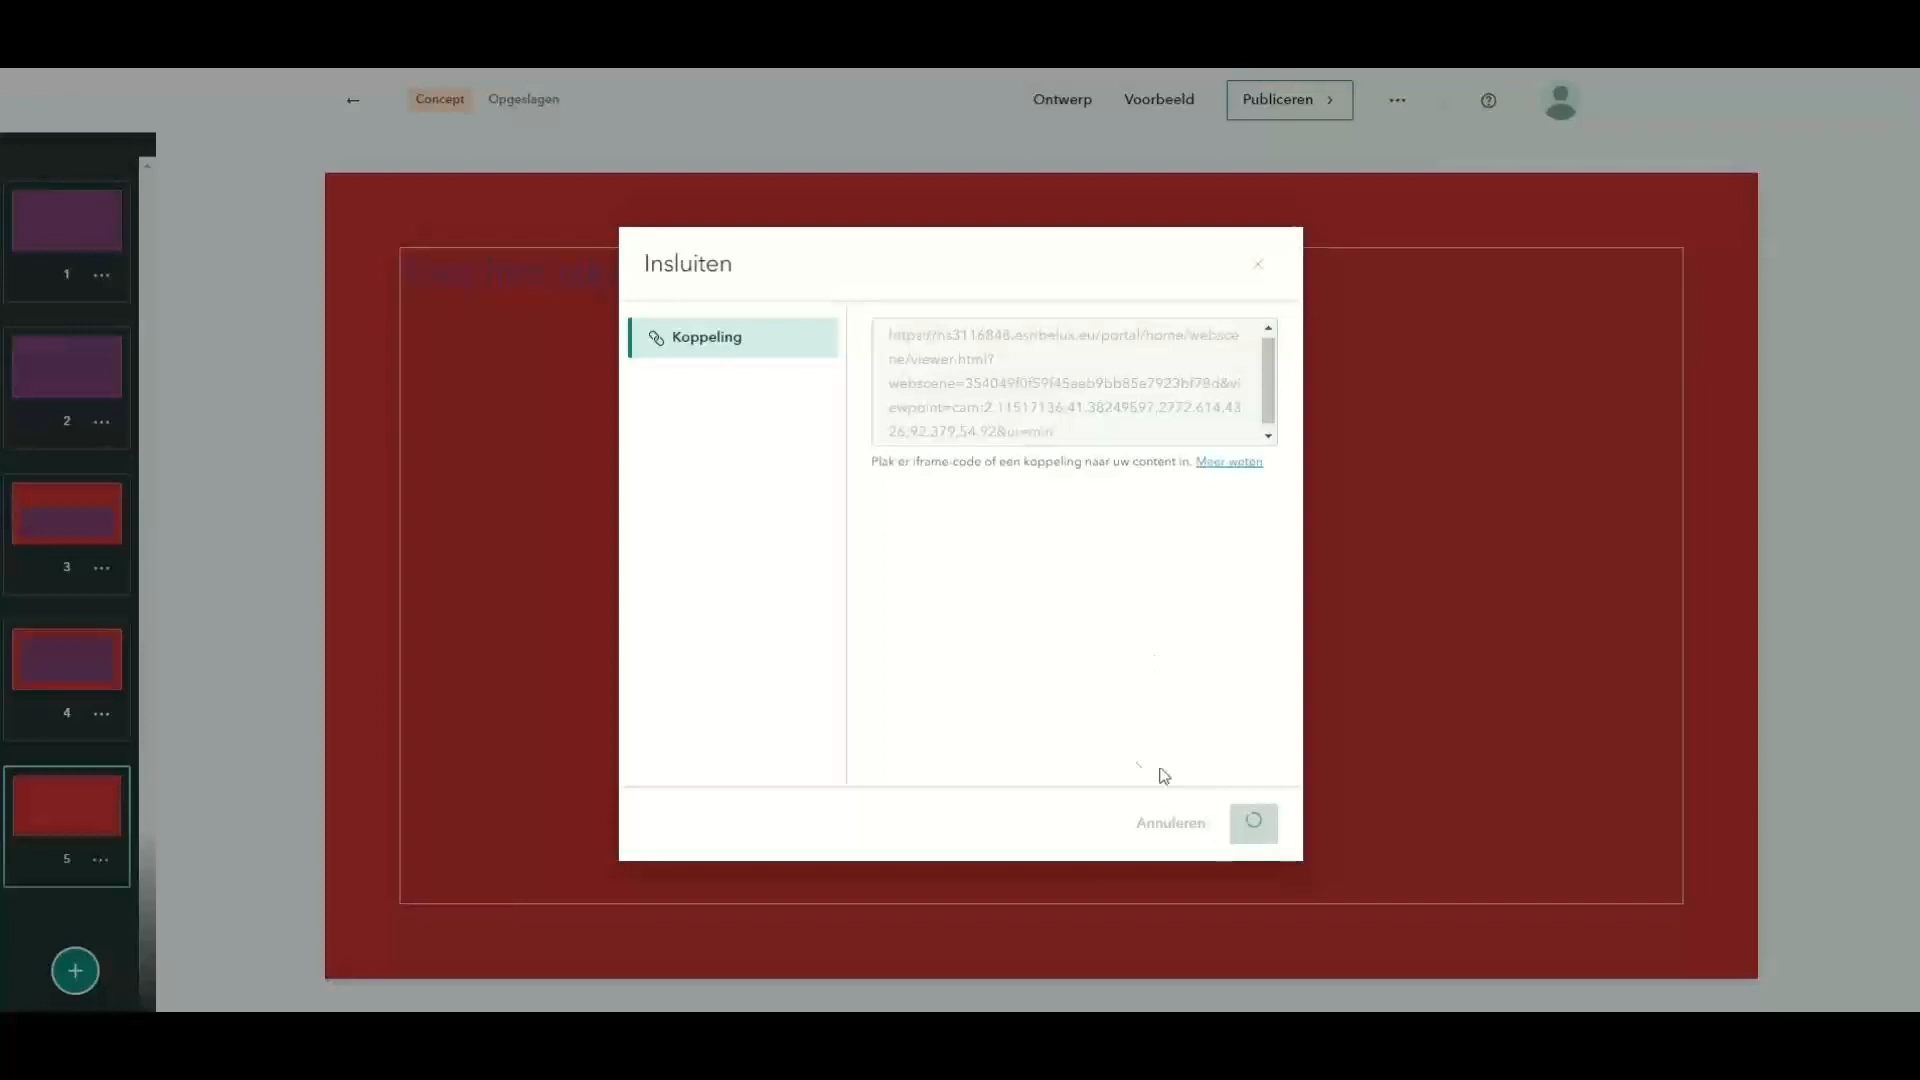 Concept Opgeslagen Ontwerp Voorbeeld Publiceren
1
2
3
4
5
Insluiten
Koppeling
https://ns3116848.esribelux.eu/portal/home/websce
ne/viewer.html?
webscene=354049f0f59f45aeb9bb85e7923bf78d&vi
ewpoint=cam:2.11517136,41.38249597,2772.614,43
26;92.379,54.92&ui=min
Plak er iframe-code of een koppeling naar uw content in. Meer weten
Annuleren